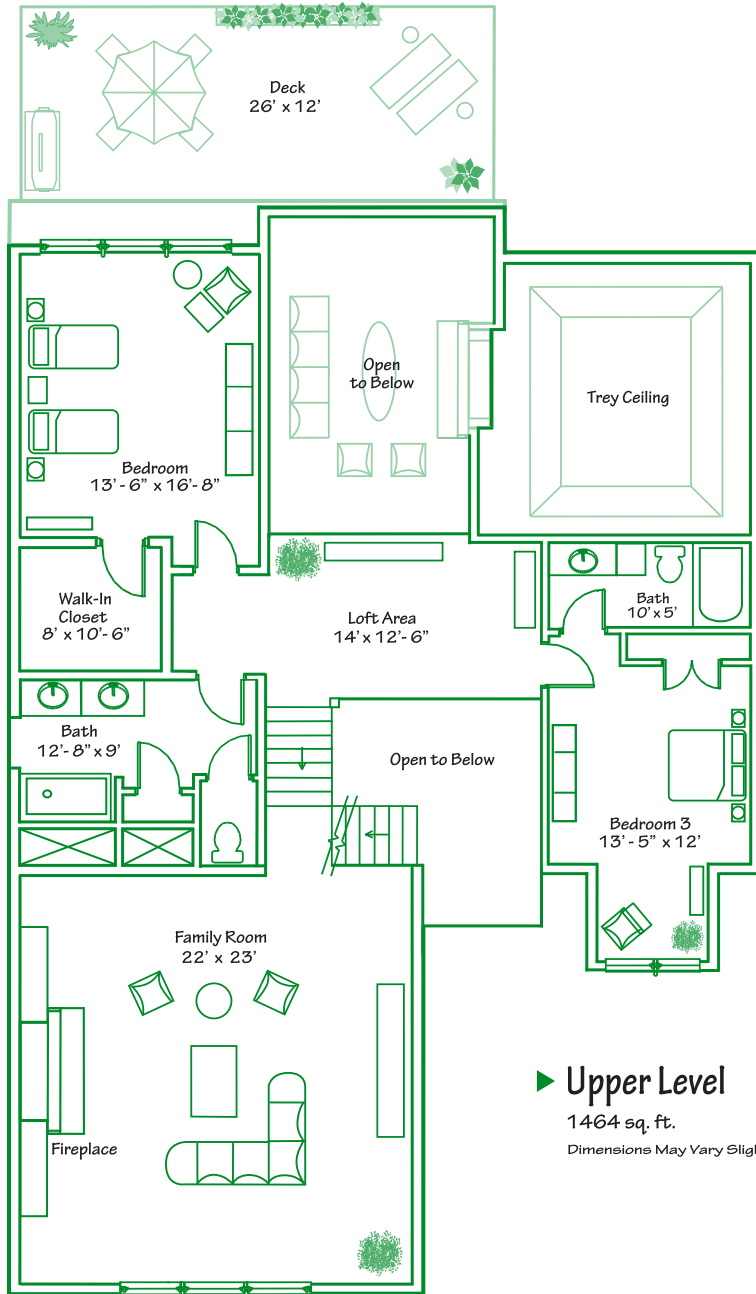 Deck
26' x 12'
Open
to Below
Trey Ceiling
Bedroom
13'- 6" x 16'- 8"
Walk-In
Closet
8' x 10'- 6"
Loft Area
14' x 12'- 6"
Bath
10' x 5'
Bath
12'- 8" x 9'
Open to Below
Bedroom 3
13' - 5" x 12'
Family Room
22' x 23'
Fireplace
Upper Level
1464 sq. ft.
Dimensions May Vary